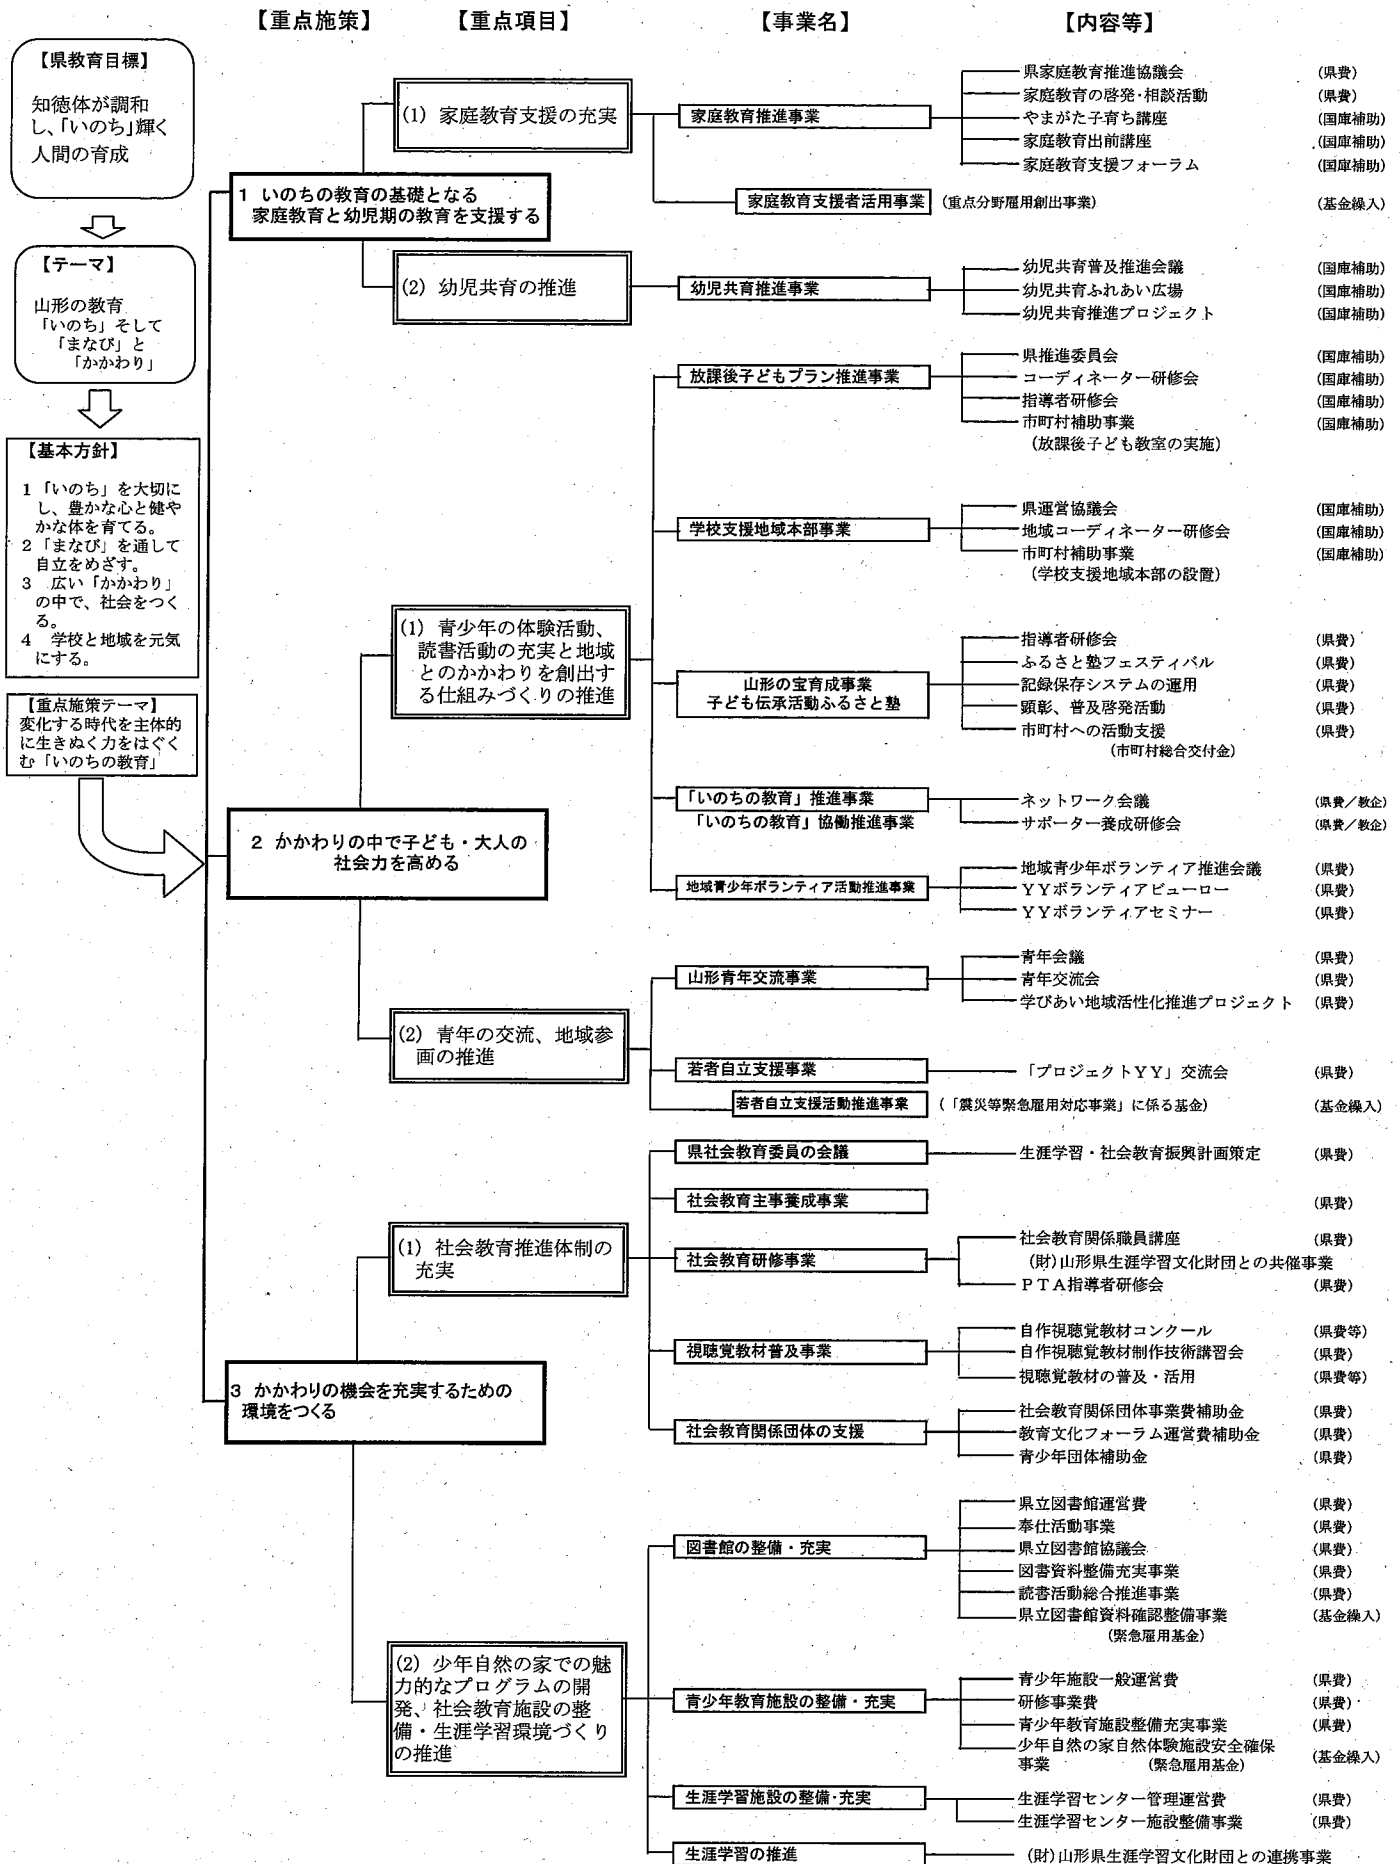 【重点施策】 【重点項目】 【事業名】 【内容等】
【県教育目標】
知徳体が調和
し、「いのち」輝く
人間の育成
【テーマ】
山形の教育
「いのち」そして
「まなび」と
「かかわり」
【基本方針】
1 「いのち」を大切に
し、豊かな心と健や
かな体を育てる。
2 「まなび」を通して
自立をめざす。
3 広い「かかわり」
の中で、社会をつく
る。
4 学校と地域を元気
にする。
【重点施策テーマ】
変化する時代を主体的
に生きぬく力をはぐく
む「いのちの教育」
1 いのちの教育の基礎となる
家庭教育と幼児期の教育を支援する
(1) 家庭教育支援の充実
家庭教育推進事業
県家庭教育推進協議会 (県費)
家庭教育の啓発・相談活動 (県費)
やまがた子育ち講座 (国庫補助)
家庭教育出前講座 (国庫補助)
家庭教育支援フォーラム (国庫補助)
家庭教育支援者活用事業 (重点分野雇用創出事業) (基金繰入)
(2) 幼児共育の推進
幼児共育推進事業
幼児共育普及推進会議 (国庫補助)
幼児共育ふれあい広場 (国庫補助)
幼児共育推進プロジェクト (国庫補助)
2 かかわりの中で子ども・大人の
社会力を高める
(1) 青少年の体験活動、
読書活動の充実と地域
とのかかわりを創出す
る仕組みづくりの推進
放課後子どもプラン推進事業
県推進委員会 (国庫補助)
コーディネーター研修会 (国庫補助)
指導者研修会 (国庫補助)
市町村補助事業 (国庫補助)
(放課後子ども教室の実施)
学校支援地域本部事業
県運営協議会 (国庫補助)
地域コーディネーター研修会 (国庫補助)
市町村補助事業 (国庫補助)
(学校支援地域本部の設置)
山形の宝育成事業
子ども伝承活動ふるさと塾
指導者研修会 (県費)
ふるさと塾フェスティバル (県費)
記録保存システムの運用 (県費)
顕彰、普及啓発活動 (県費)
市町村への活動支援 (県費)
(市町村総合交付金)
「いのちの教育」推進事業
「いのちの教育」協働推進事業
ネットワーク会議 (県費/教企)
サポーター養成研修会 (県費/教企)
地域青少年ボランティア活動推進事業
地域青少年ボランティア推進会議 (県費)
YYボランティアビューロー (県費)
YYボランティアセミナー (県費)
(2) 青年の交流、地域参
画の推進
山形青年交流事業
青年会議 (県費)
青年交流会 (県費)
学びあい地域活性化推進プロジェクト (県費)
若者自立支援事業
「プロジェクトYY」交流会 (県費)
若者自立支援活動推進事業 (「震災等緊急雇用対応事業」に係る基金) (基金繰入)
3 かかわりの機会を充実するための
環境をつくる
(1) 社会教育推進体制の
充実
県社会教育委員の会議
生涯学習・社会教育振興計画策定 (県費)
社会教育主事養成事業 (県費)
社会教育研修事業
社会教育関係職員講座 (県費)
(財)山形県生涯学習文化財団との共催事業
PTA指導者研修会 (県費)
視聴覚教材普及事業
自作視聴覚教材コンクール (県費等)
自作視聴覚教材制作技術講習会 (県費)
視聴覚教材の普及・活用 (県費等)
社会教育関係団体の支援
社会教育関係団体事業費補助金 (県費)
教育文化フォーラム運営費補助金 (県費)
青少年団体補助金 (県費)
(2) 少年自然の家での魅
力的なプログラムの開
発、社会教育施設の整
備・生涯学習環境づくり
の推進
図書館の整備・充実
県立図書館運営費 (県費)
奉仕活動事業 (県費)
県立図書館協議会 (県費)
図書資料整備充実事業 (県費)
読書活動総合推進事業 (県費)
県立図書館資料確認整備事業 (基金繰入)
(緊急雇用基金)
青少年教育施設の整備・充実
青少年施設一般運営費 (県費)
研修事業費 (県費)
青少年教育施設整備充実事業 (県費)
少年自然の家自然体験施設安全確保
事業 (緊急雇用基金) (基金繰入)
生涯学習施設の整備・充実
生涯学習センター管理運営費 (県費)
生涯学習センター施設整備事業 (県費)
生涯学習の推進
(財)山形県生涯学習文化財団との連携事業